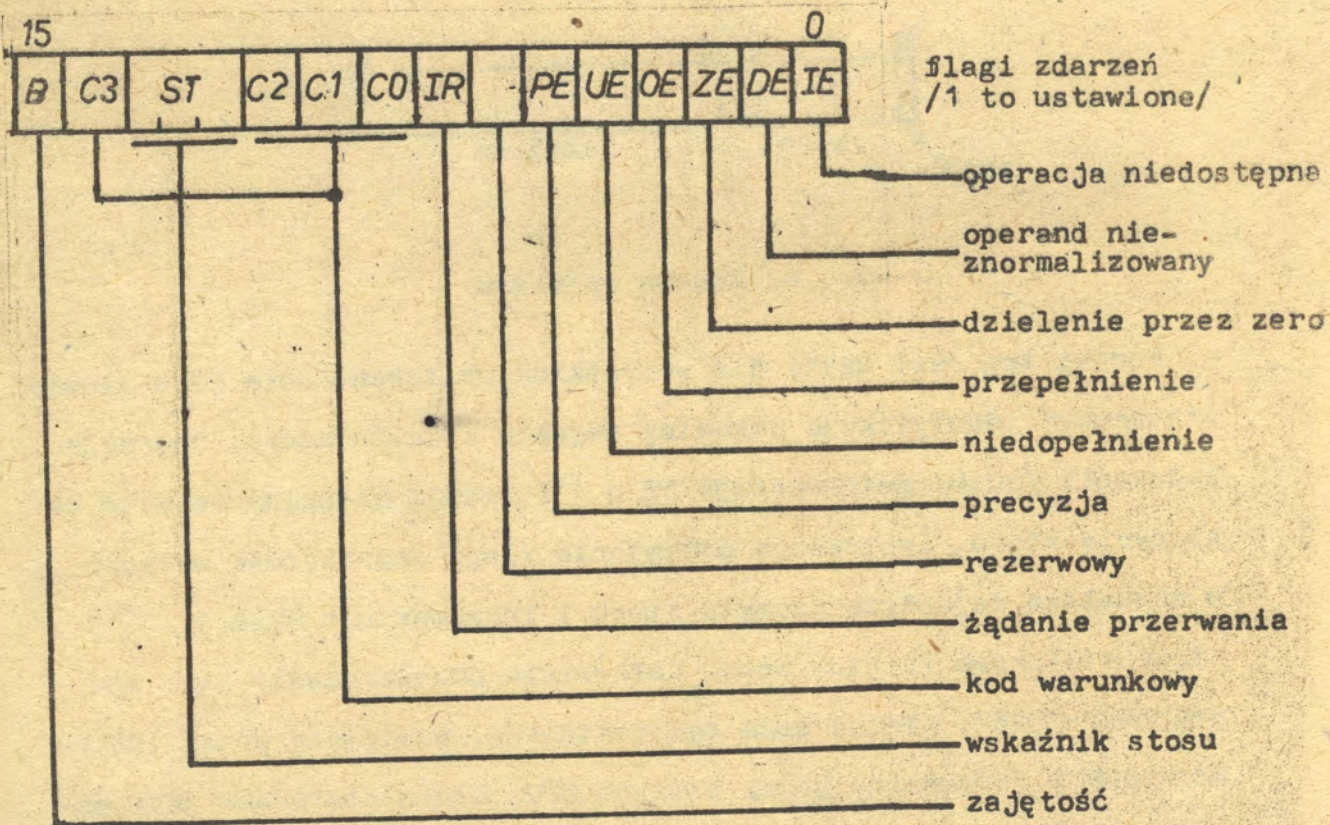 15 0
B C3 ST C2 C1 C0 IR PE UE OE ZE DE IE
flagi zdarzeń
/1 to ustawione/
operacja niedostępna
operand nie-
znormalizowany
dzielenie przez zero
przepełnienie
niedopełnienie
precyzja
rezerwowy
żądanie przerwania
kod warunkowy
wskaźnik stosu
zajętość